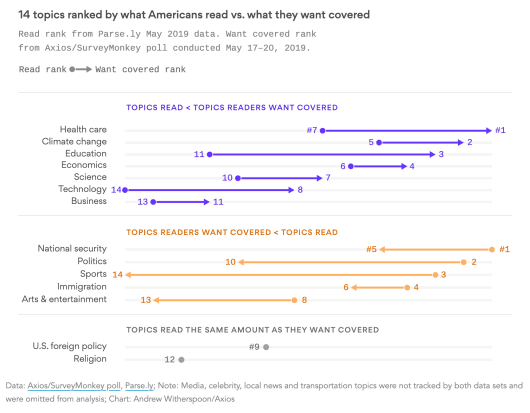 14 topics ranked by what Americans read vs. what they want covered
Read rank from Parse.ly May 2019 data. Want covered rank
from Axios/SurveyMonkey poll conducted May 17–20, 2019.
Read rank Want covered rank
TOPICS READ < TOPICS READERS WANT COVERED
Health care #7 #1
Climate change 5 2
Education 11 3
Economics 6 4
Science 10 7
Technology 14 8
Business 13 11
TOPICS READERS WANT COVERED < TOPICS READ
National security #5 #1
Politics 10 2
Sports 14 3
Immigration 6 4
Arts & entertainment 13 8
TOPICS READ THE SAME AMOUNT AS THEY WANT COVERED
U.S. foreign policy #9
Religion 12
Data: Axios/SurveyMonkey poll, Parse.ly; Note: Media, celebrity, local news and transportation topics were not tracked by both data sets and
were omitted from analysis; Chart: Andrew Witherspoon/Axios